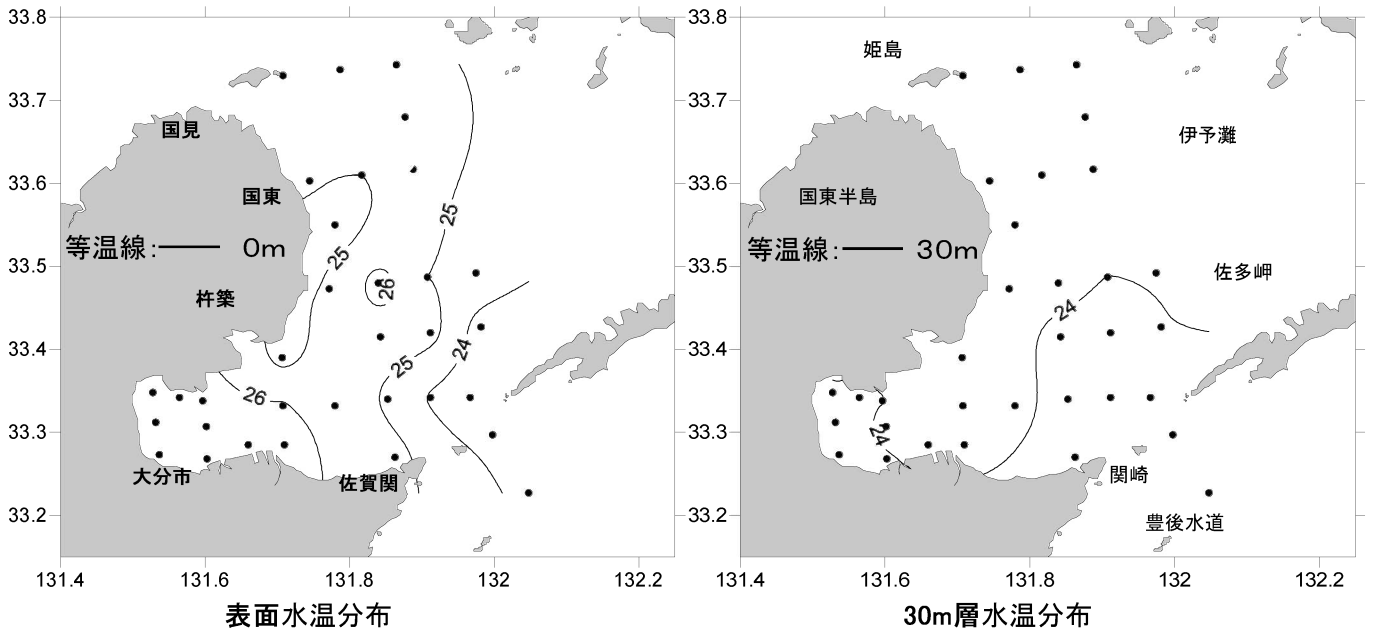 33.8
33.7
33.6
33.5
33.4
33.3
33.2
131.4 131.6 131.8 132 132.2
国見
国東
25
25
等温線: 0m
26
杵築
24
25
26
大分市
佐賀関
表面水温分布
33.8
33.7
33.6
33.5
33.4
33.3
33.2
131.4 131.6 131.8 132 132.2
姫島
伊予灘
国東半島
等温線: 30m
佐多岬
24
24
関崎
豊後水道
30m層水温分布